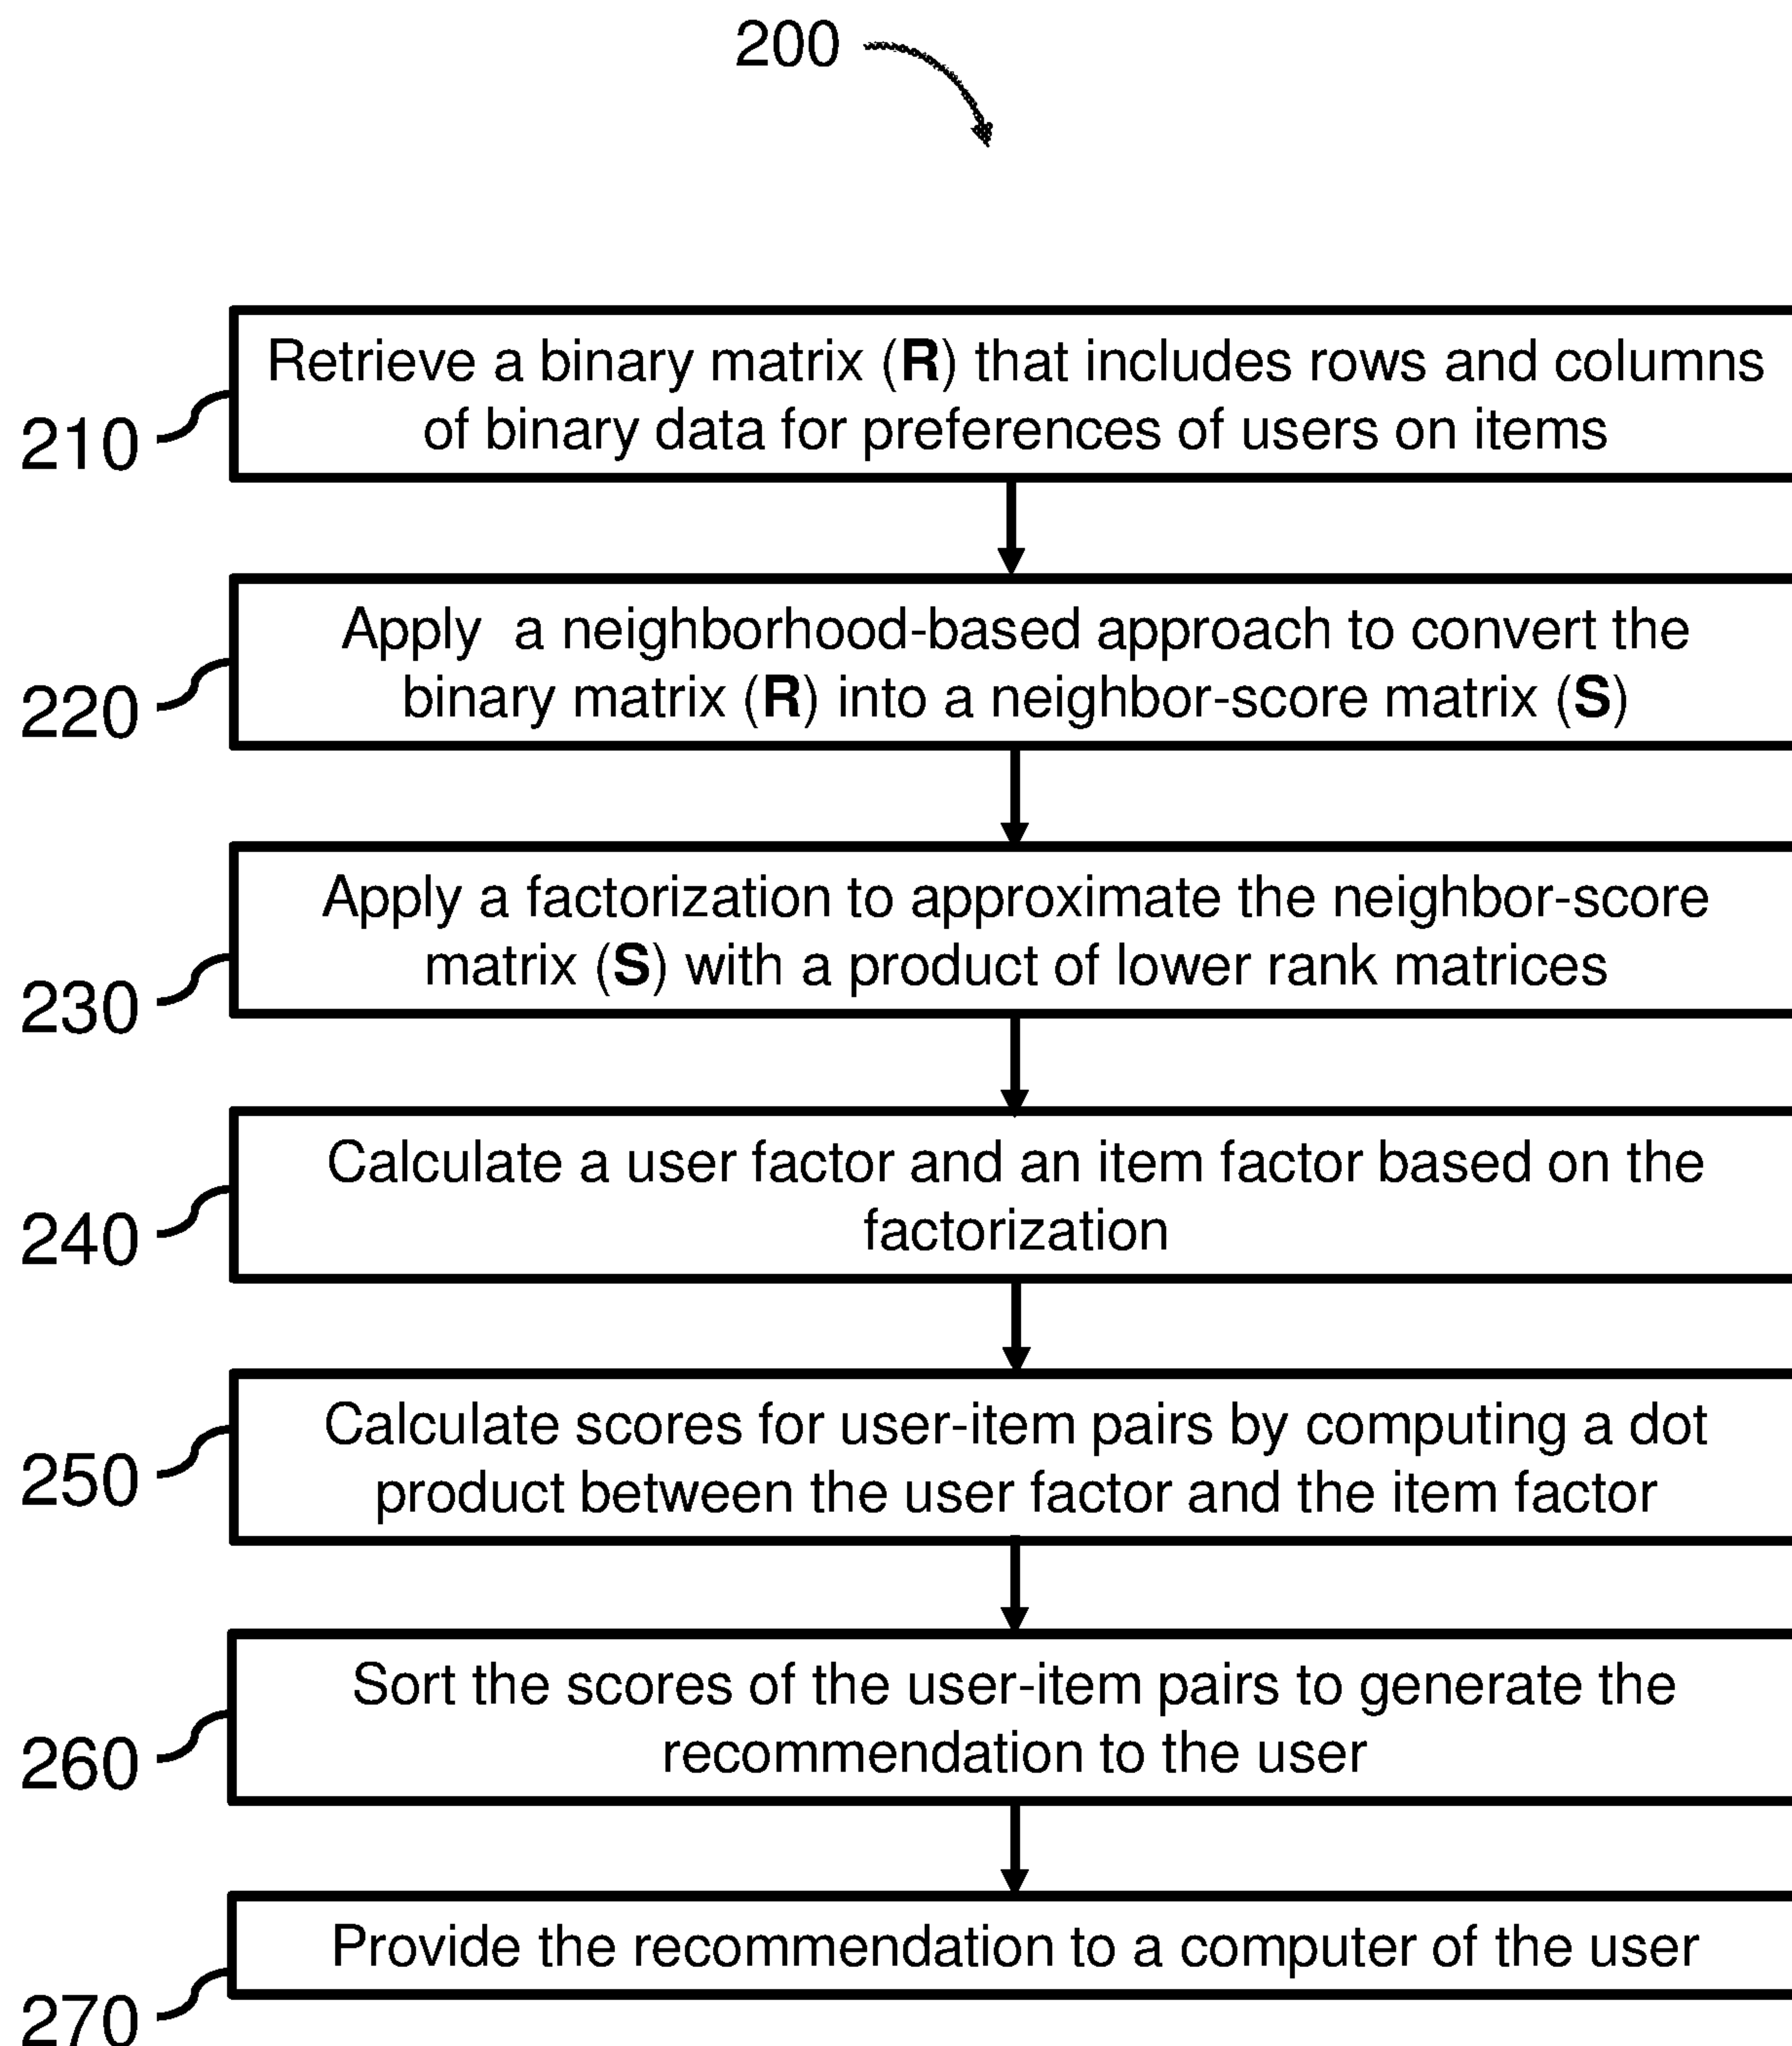 200
Retrieve a binary matrix (R) that includes rows and columns
of binary data for preferences of users on items
210
Apply a neighborhood-based approach to convert the
binary matrix (R) into a neighbor-score matrix (S)
220
Apply a factorization to approximate the neighbor-score
matrix (S) with a product of lower rank matrices
230
Calculate a user factor and an item factor based on the
factorization
240
Calculate scores for user-item pairs by computing a dot
product between the user factor and the item factor
250
Sort the scores of the user-item pairs to generate the
recommendation to the user
260
Provide the recommendation to a computer of the user
270